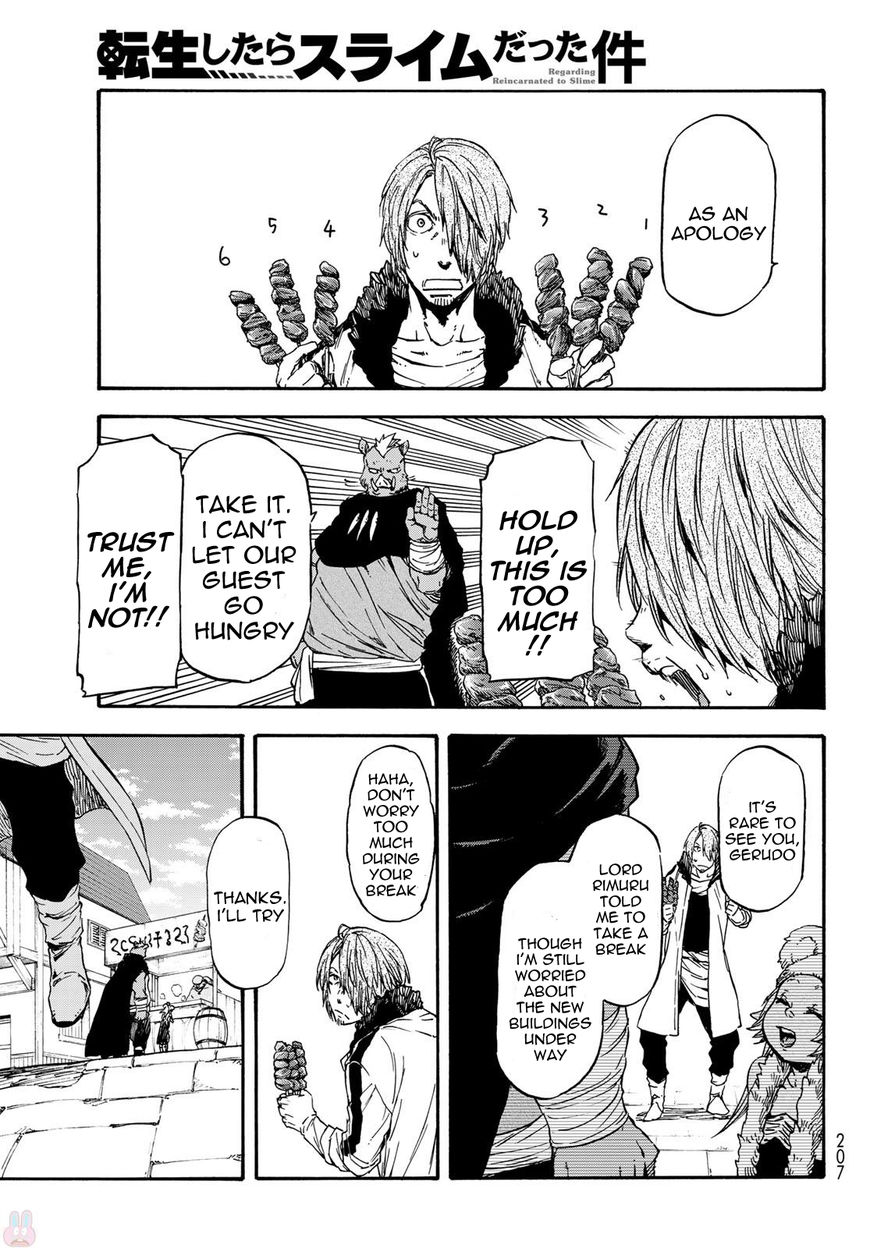 転生したらスライムだった件
Regarding
Reincarnated to Slime
AS AN
APOLOGY
1
2
3
4
5
6
HOLD
UP,
THIS IS
TOO
MUCH
!!
TAKE IT.
I CAN'T
LET OUR
GUEST
GO
HUNGRY
TRUST
ME,
I'M
NOT!!
IT'S
RARE TO
SEE YOU,
GERUDO
LORD
RIMURU
TOLD
ME TO
TAKE A
BREAK
THOUGH
I'M STILL
WORRIED
ABOUT
THE NEW
BUILDINGS
UNDER
WAY
HAHA,
DON'T
WORRY
TOO
MUCH
DURING
YOUR
BREAK
THANKS.
I'LL TRY
207